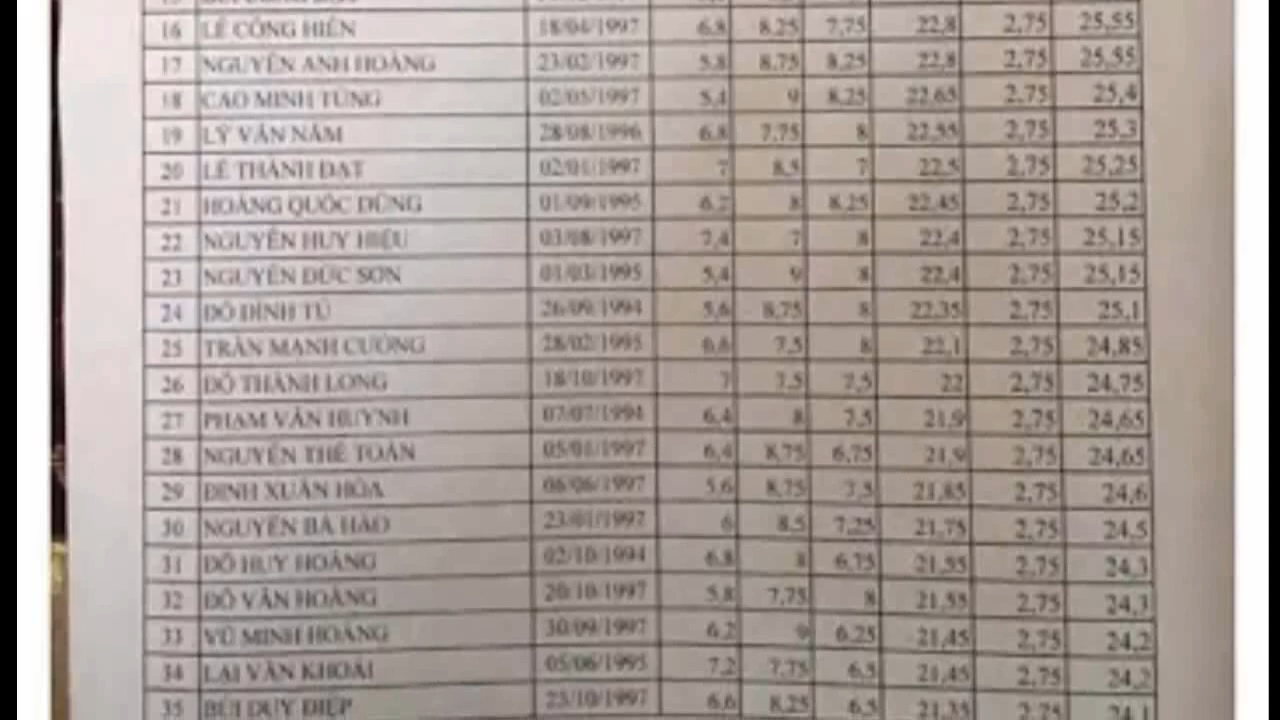 16 LÊ CÔNG HIẾN 18/04/1997 6,8 8,25 7,75 22,8 2,75 25,55
17 NGUYỄN ANH HOÀNG 23/02/1997 5,8 8,75 8,25 22,8 2,75 25,55
18 CAO MINH TÙNG 02/05/1997 5,4 9 8,25 22,65 2,75 25,4
19 LÝ VĂN NĂM 28/08/1996 6,8 7,75 8 22,55 2,75 25,3
20 LÊ THÀNH ĐẠT 02/01/1997 7 8,5 7 22,5 2,75 25,25
21 HOÀNG QUỐC DŨNG 01/09/1995 6,2 8 8,25 22,45 2,75 25,2
22 NGUYỄN HUY HIỆU 03/08/1997 7,4 7 8 22,4 2,75 25,15
23 NGUYỄN ĐỨC SƠN 01/03/1995 5,4 9 8 22,4 2,75 25,15
24 ĐỖ ĐÌNH TÚ 26/09/1994 5,6 8,75 8 22,35 2,75 25,1
25 TRẦN MẠNH CƯỜNG 28/02/1995 6,6 7,5 8 22,1 2,75 24,85
26 ĐỖ THÀNH LONG 18/10/1997 7 7,5 7,5 22 2,75 24,75
27 PHẠM VĂN HUỲNH 07/07/1994 6,4 8 7,5 21,9 2,75 24,65
28 NGUYỄN THẾ TOÀN 05/01/1997 6,4 8,75 6,75 21,9 2,75 24,65
29 ĐINH XUÂN HÒA 06/06/1997 5,6 8,75 7,5 21,85 2,75 24,6
30 NGUYỄN BÁ HÀO 23/01/1997 6 8,5 7,25 21,75 2,75 24,5
31 ĐỖ HUY HOÀNG 02/10/1994 6,8 8 6,75 21,55 2,75 24,3
32 ĐỖ VĂN HOÀNG 20/10/1997 5,8 7,75 8 21,55 2,75 24,3
33 VŨ MINH HOÀNG 30/09/1997 6,2 9 6,25 21,45 2,75 24,2
34 LẠI VĂN KHOÁI 05/06/1995 7,2 7,75 6,5 21,45 2,75 24,2
35 BÙI DUY ĐIỆP 23/10/1997 6,6 8,25 6,5 21,35 2,75 24,1